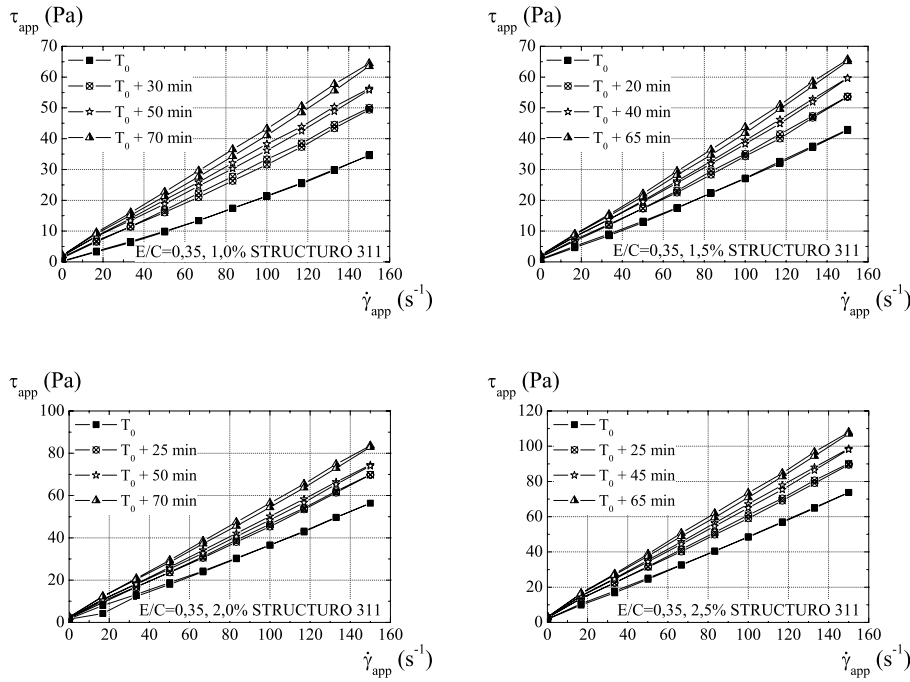 τapp (Pa)
70
60
50
40
30
20
10
0
T0
T0 + 30 min
T0 + 50 min
T0 + 70 min
E/C=0,35, 1,0% STRUCTURO 311
0 20 40 60 80 100 120 140 160
γ̇app (s-1)
τapp (Pa)
70
60
50
40
30
20
10
0
T0
T0 + 20 min
T0 + 40 min
T0 + 65 min
E/C=0,35, 1,5% STRUCTURO 311
0 20 40 60 80 100 120 140 160
γ̇app (s-1)
τapp (Pa)
100
80
60
40
20
0
T0
T0 + 25 min
T0 + 50 min
T0 + 70 min
E/C=0,35, 2,0% STRUCTURO 311
0 20 40 60 80 100 120 140 160
γ̇app (s-1)
τapp (Pa)
120
100
80
60
40
20
0
T0
T0 + 25 min
T0 + 45 min
T0 + 65 min
E/C=0,35, 2,5% STRUCTURO 311
0 20 40 60 80 100 120 140 160
γ̇app (s-1)